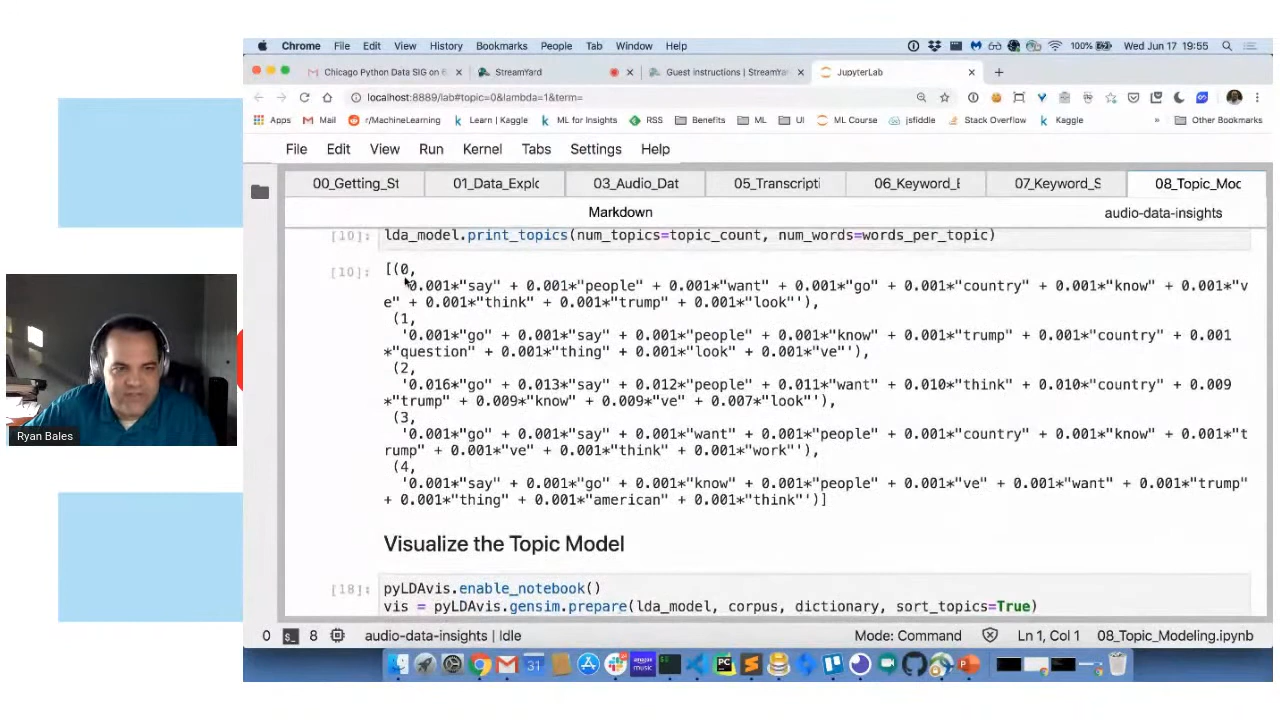 Chrome File Edit View History Bookmarks People Tab Window Help 100% Wed Jun 17 19:55
Chicago Python Data SIG on StreamYard Guest instructions | StreamYar JupyterLab
localhost:8889/lab#topic=0&lambda=1&term=
Apps Mail r/MachineLearning Learn | Kaggle ML for Insights RSS Benefits ML UI ML Course jsfiddle Stack Overflow Kaggle » Other Bookmarks
File Edit View Run Kernel Tabs Settings Help
00_Getting_St 01_Data_Explc 03_Audio_Dat 05_Transcripti 06_Keyword_E 07_Keyword_S 08_Topic_Moc
Markdown audio-data-insights
[10]: lda_model.print_topics(num_topics=topic_count, num_words=words_per_topic)
[10]: [(0,
'0.001*"say" + 0.001*"people" + 0.001*"want" + 0.001*"go" + 0.001*"country" + 0.001*"know" + 0.001*"v
e" + 0.001*"think" + 0.001*"trump" + 0.001*"look"'),
(1,
'0.001*"go" + 0.001*"say" + 0.001*"people" + 0.001*"know" + 0.001*"trump" + 0.001*"country" + 0.001
*"question" + 0.001*"thing" + 0.001*"look" + 0.001*"ve"'),
(2,
'0.016*"go" + 0.013*"say" + 0.012*"people" + 0.011*"want" + 0.010*"think" + 0.010*"country" + 0.009
*"trump" + 0.009*"know" + 0.009*"ve" + 0.007*"look"'),
(3,
'0.001*"go" + 0.001*"say" + 0.001*"want" + 0.001*"people" + 0.001*"country" + 0.001*"know" + 0.001*"t
rump" + 0.001*"ve" + 0.001*"think" + 0.001*"work"'),
(4,
'0.001*"say" + 0.001*"go" + 0.001*"know" + 0.001*"people" + 0.001*"ve" + 0.001*"want" + 0.001*"trump"
+ 0.001*"thing" + 0.001*"american" + 0.001*"think"')]
Ryan Bales
Visualize the Topic Model
[18]: pyLDAvis.enable_notebook()
vis = pyLDAvis.gensim.prepare(lda_model, corpus, dictionary, sort_topics=True)
0 8 audio-data-insights | Idle Mode: Command Ln 1, Col 1 08_Topic_Modeling.ipynb